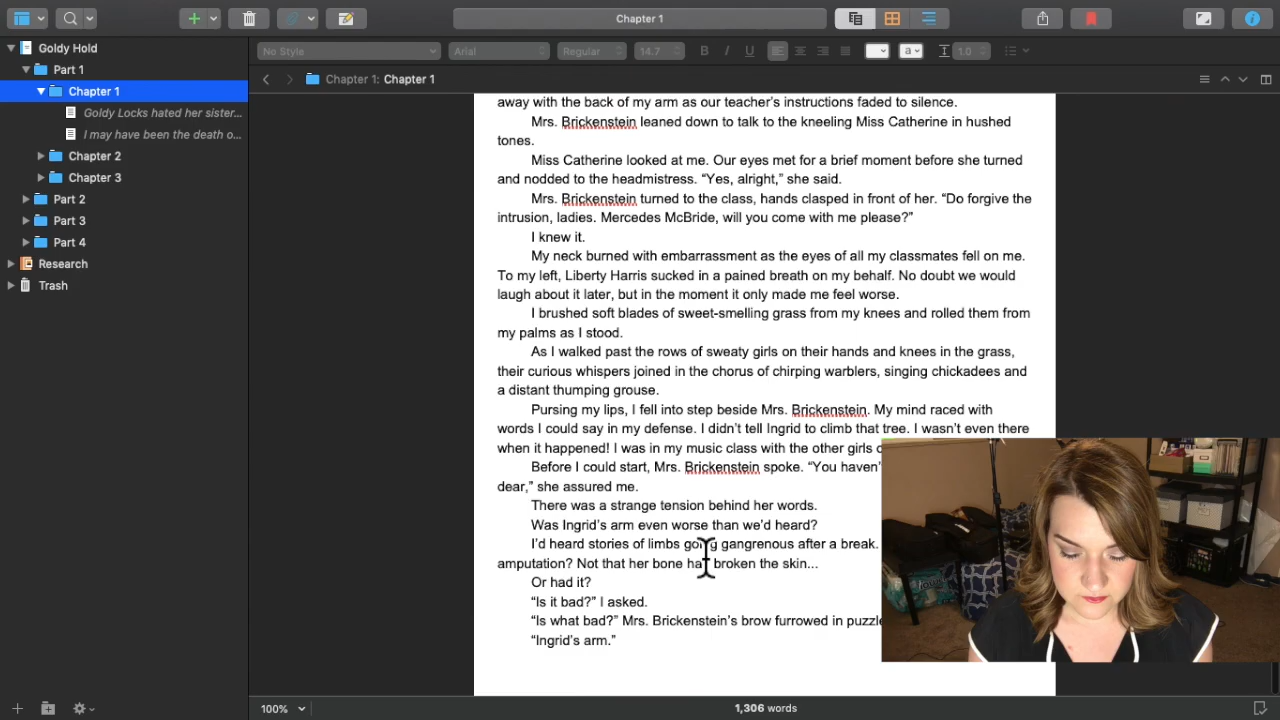 Chapter 1
Goldy Hold
Part 1
Chapter 1
Goldy Locks hated her sister...
I may have been the death o...
Chapter 2
Chapter 3
Part 2
Part 3
Part 4
Research
Trash
No Style
Arial
Regular
14.7
B I U
a
1.0
Chapter 1: Chapter 1
away with the back of my arm as our teacher's instructions faded to silence.
Mrs. Brickenstein leaned down to talk to the kneeling Miss Catherine in hushed
tones.
Miss Catherine looked at me. Our eyes met for a brief moment before she turned
and nodded to the headmistress. “Yes, alright,” she said.
Mrs. Brickenstein turned to the class, hands clasped in front of her. “Do forgive the
intrusion, ladies. Mercedes McBride, will you come with me please?”
I knew it.
My neck burned with embarrassment as the eyes of all my classmates fell on me.
To my left, Liberty Harris sucked in a pained breath on my behalf. No doubt we would
laugh about it later, but in the moment it only made me feel worse.
I brushed soft blades of sweet-smelling grass from my knees and rolled them from
my palms as I stood.
As I walked past the rows of sweaty girls on their hands and knees in the grass,
their curious whispers joined in the chorus of chirping warblers, singing chickadees and
a distant thumping grouse.
Pursing my lips, I fell into step beside Mrs. Brickenstein. My mind raced with
words I could say in my defense. I didn't tell Ingrid to climb that tree. I wasn't even there
when it happened! I was in my music class with the other girls
Before I could start, Mrs. Brickenstein spoke. “You haven'
dear,” she assured me.
There was a strange tension behind her words.
Was Ingrid's arm even worse than we'd heard?
I'd heard stories of limbs going gangrenous after a break.
amputation? Not that her bone had broken the skin...
Or had it?
“Is it bad?” I asked.
“Is what bad?” Mrs. Brickenstein's brow furrowed in puzzle
“Ingrid's arm.”
100%
1,306 words